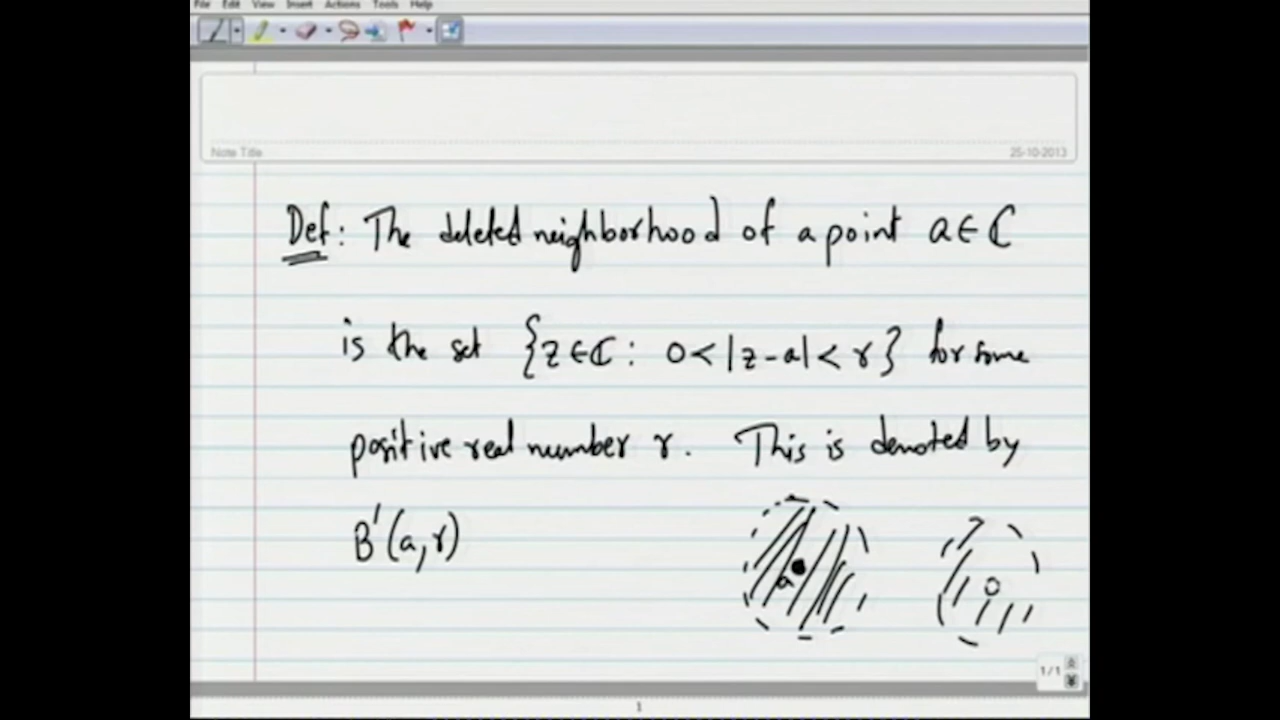 File Edit View Insert Actions Tools Help
Note Title
25-10-2013
Def: The deleted neighborhood of a point a ∈ ℂ
is the set {z ∈ ℂ : 0 < |z - a| < r} for some
positive real number r. This is denoted by
B'(a, r)
a
1/1
1